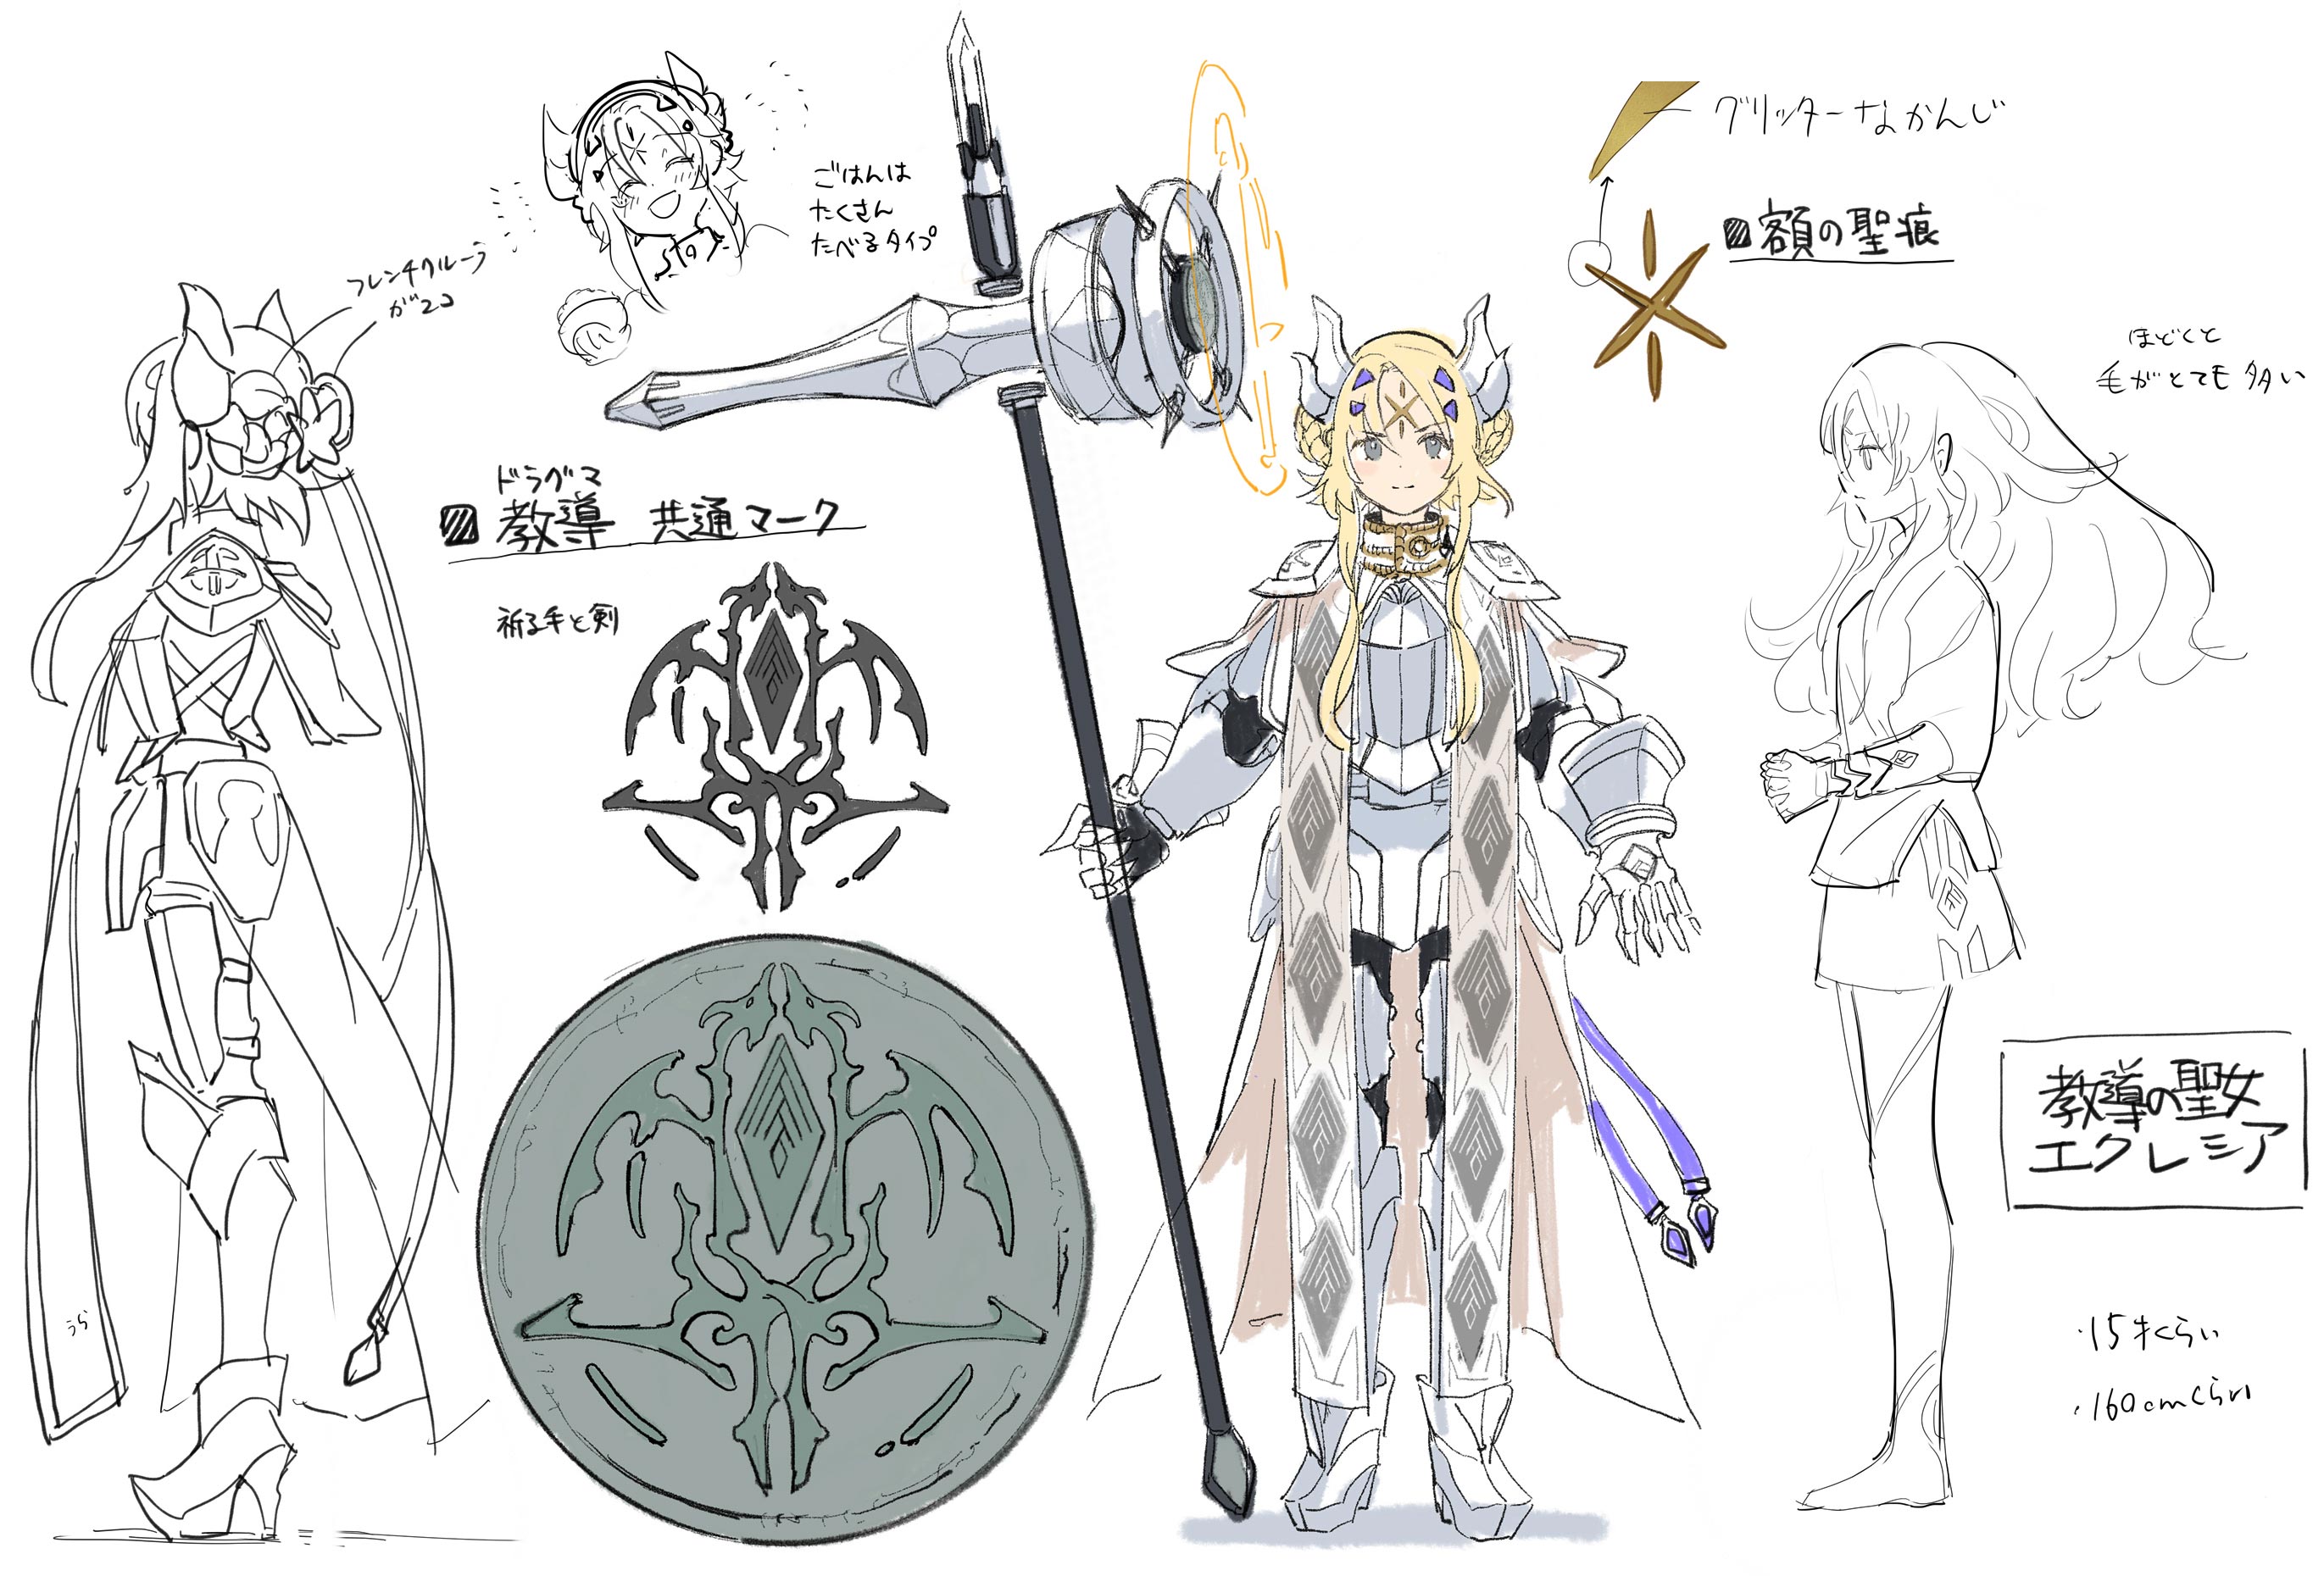 グリッターなかんじ
ごはんは
たくさん
たべるタイプ
額の聖痕
フレンチクルーラー
が2コ
ほどくと
毛がとても多い
ドラグマ
教導 共通マーク
祈る手と剣
教導の聖女
エクレシア
うら
・15才くらい
・160cmくらい